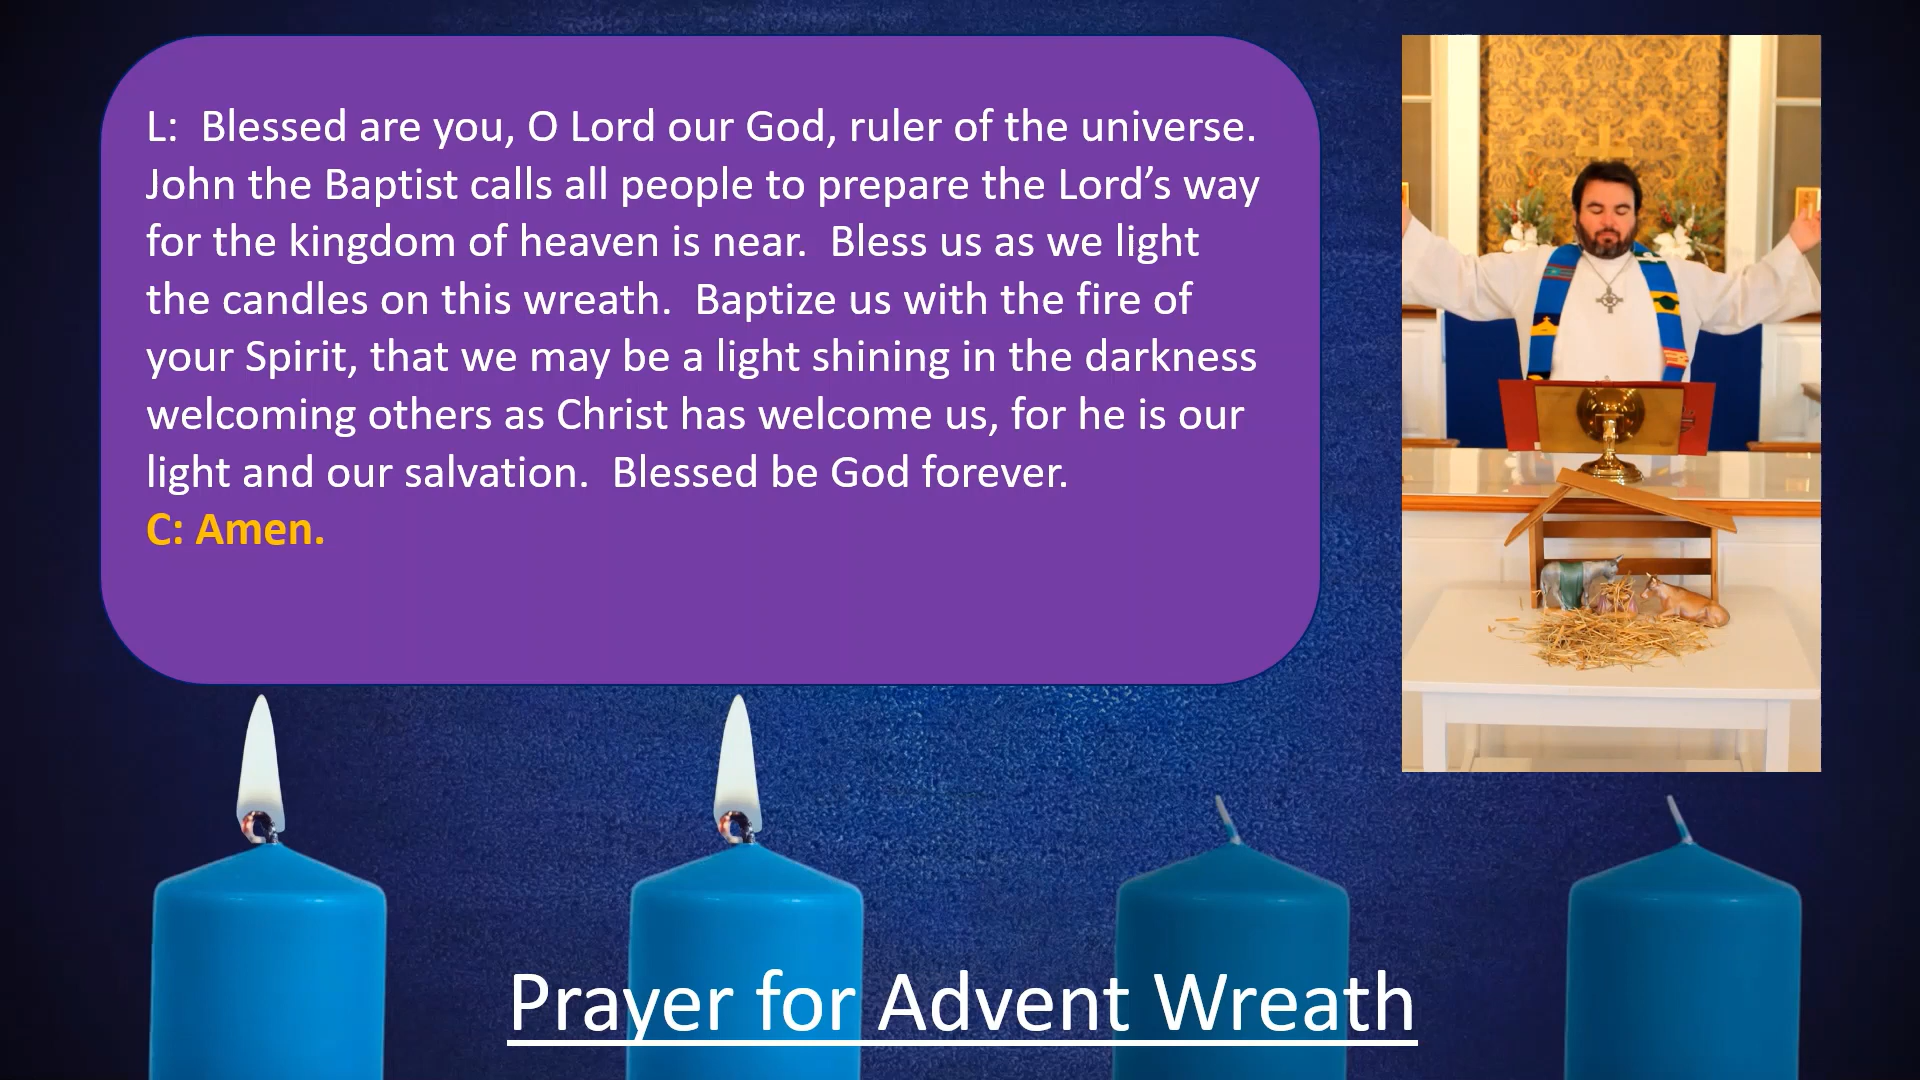 L:  Blessed are you, O Lord our God, ruler of the universe.
John the Baptist calls all people to prepare the Lord’s way
for the kingdom of heaven is near.  Bless us as we light
the candles on this wreath.  Baptize us with the fire of
your Spirit, that we may be a light shining in the darkness
welcoming others as Christ has welcome us, for he is our
light and our salvation.  Blessed be God forever.
C: Amen.
Prayer for Advent Wreath